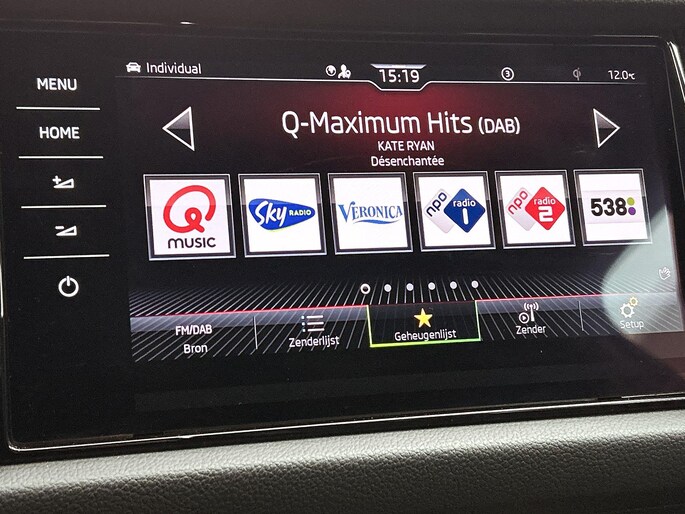 MENU
HOME
Individual
15:19
3
12.0°C
Q-Maximum Hits (DAB)
KATE RYAN
Désenchantée
Q MUSIC
Sky RADIO
VERONICA
npo radio 1
npo radio 2
538
FM/DAB
Bron
Zenderlijst
Geheugenlijst
Zender
Setup